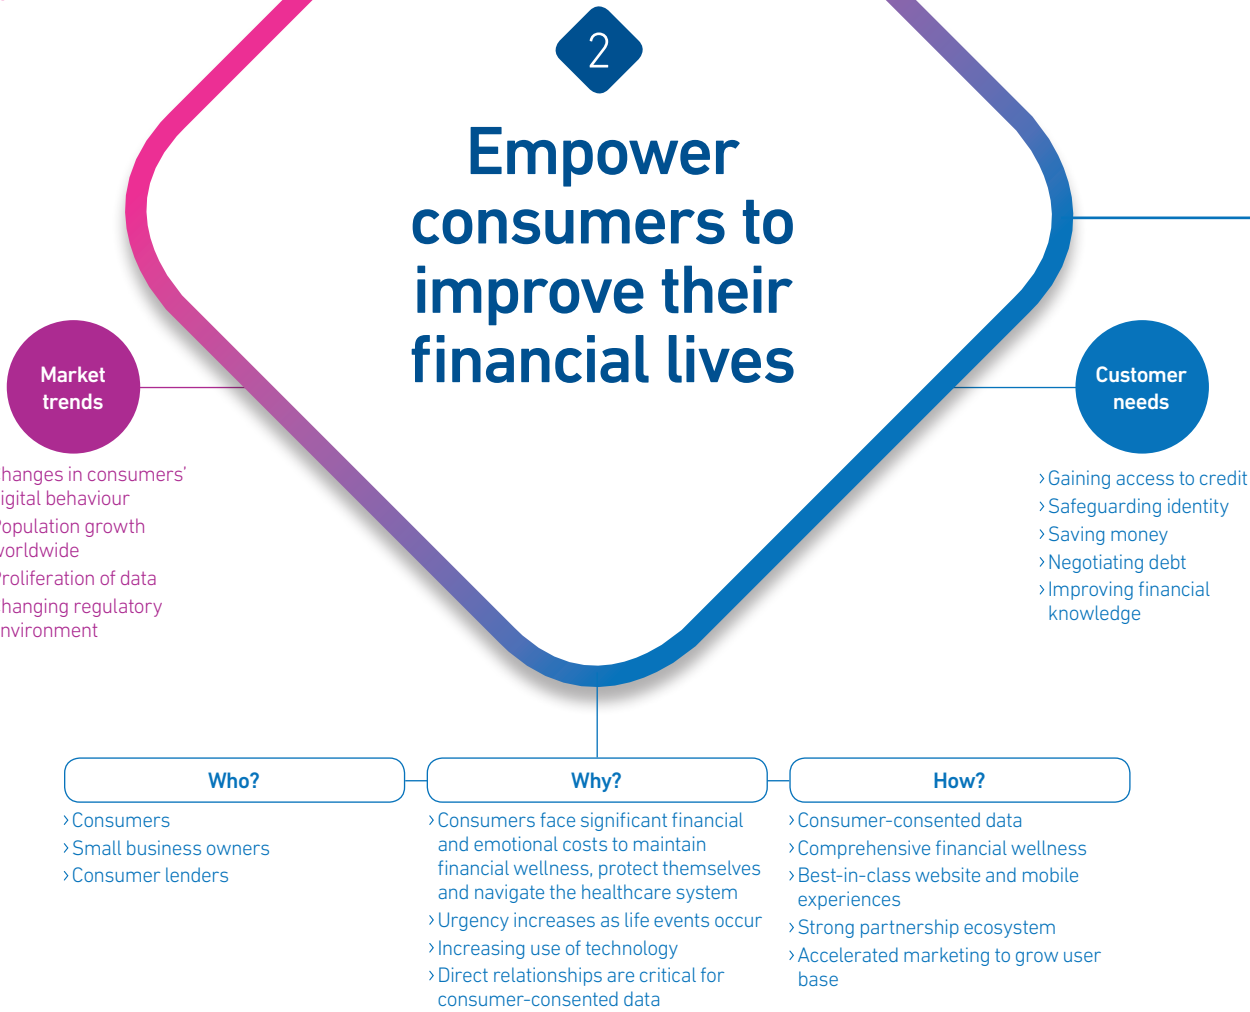 2
Empower
consumers to
improve their
financial lives
Market
trends
hanges in consumers'
igital behaviour
opulation growth
orldwide
roliferation of data
hanging regulatory
nvironment
Customer
needs
› Gaining access to credit
› Safeguarding identity
› Saving money
› Negotiating debt
› Improving financial
knowledge
Who?
› Consumers
› Small business owners
› Consumer lenders
Why?
› Consumers face significant financial
and emotional costs to maintain
financial wellness, protect themselves
and navigate the healthcare system
› Urgency increases as life events occur
› Increasing use of technology
› Direct relationships are critical for
consumer-consented data
How?
› Consumer-consented data
› Comprehensive financial wellness
› Best-in-class website and mobile
experiences
› Strong partnership ecosystem
› Accelerated marketing to grow user
base